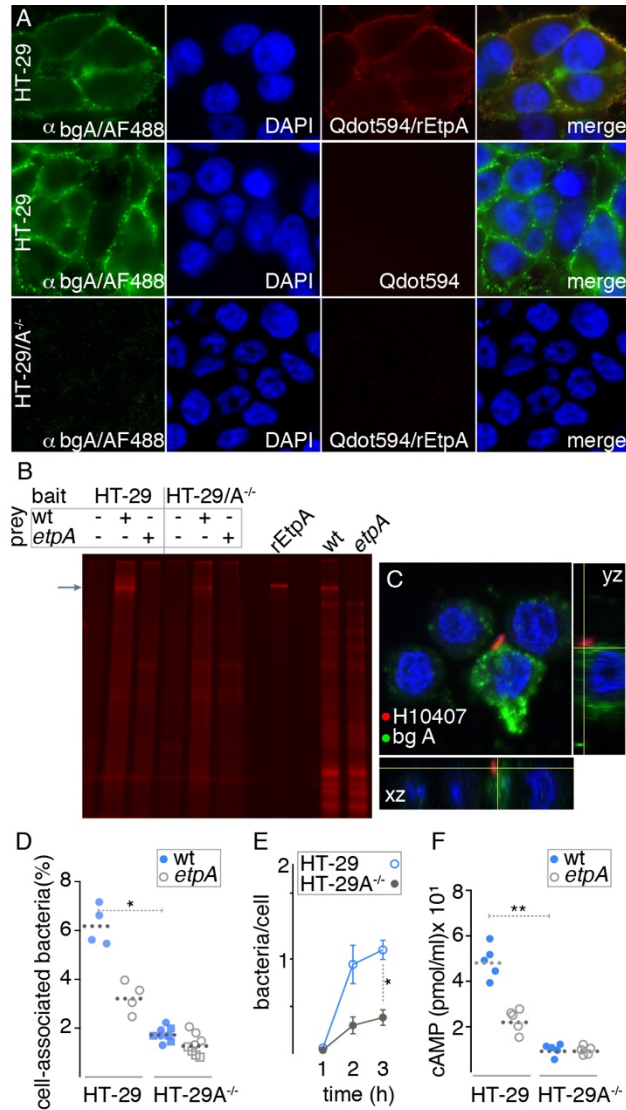 A
HT-29
α bgA/AF488
DAPI
Qdot594/rEtpA
merge
HT-29
α bgA/AF488
DAPI
Qdot594
merge
HT-29/A-/-
α bgA/AF488
DAPI
Qdot594/rEtpA
merge
B
bait HT-29 HT-29/A-/-
prey
wt - + - - + -
etpA - - + - - +
rEtpA
wt
etpA
C
yz
H10407
bg A
xz
D
wt
etpA
cell-associated bacteria(%)
8
6
4
2
*
HT-29 HT-29A-/-
E
HT-29
HT-29A-/-
bacteria/cell
2
1
*
1 2 3
time (h)
F
wt
etpA
cAMP (pmol/ml)x 10¹
8
5
2
**
HT-29 HT-29A-/-